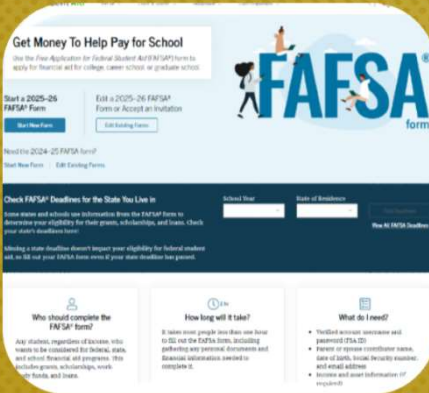 Get Money To Help Pay for School
Use the Free Application for Federal Student Aid (FAFSA®) form to
apply for financial aid for college, career school, or graduate school.
FAFSA®
form
Start a 2025–26
FAFSA® Form
Start New Form
Edit a 2025–26 FAFSA®
Form or Accept an Invitation
Edit Existing Forms
Need the 2024–25 FAFSA form?
Start New Form | Edit Existing Forms
Check FAFSA® Deadlines for the State You Live in
Some states and schools use information from the FAFSA® form to
determine your eligibility for their grants, scholarships, and loans. Check
your state's deadlines here!
Missing a state deadline doesn't impact your eligibility for federal student
aid, so fill out your FAFSA form even if your state deadline has passed.
School Year
State of Residence
View All FAFSA Deadlines
Who should complete the
FAFSA® form?
Any student, regardless of income, who
wants to be considered for federal, state,
and school financial aid programs. This
includes grants, scholarships, work
study funds, and loans.
How long will it take?
It takes most people less than one hour
to fill out the FAFSA form, including
gathering any personal documents and
financial information needed to
complete it.
What do I need?
• Verified account username and
password (FSA ID)
• Parent or spouse contributor name,
date of birth, Social Security number,
and email address
• Income and asset information (if
required)